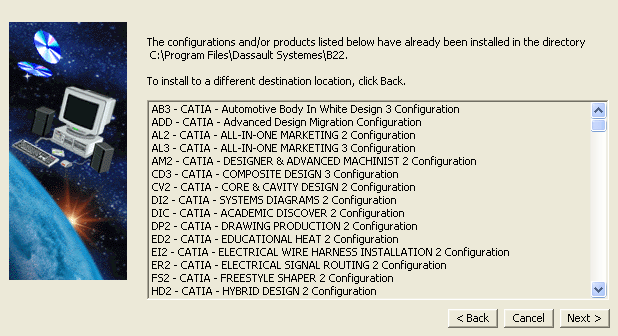 The configurations and/or products listed below have already been installed in the directory
C:\Program Files\Dassault Systemes\B22.
To install to a different destination location, click Back.
AB3 - CATIA - Automotive Body In White Design 3 Configuration
ADD - CATIA - Advanced Design Migration Configuration
AL2 - CATIA - ALL-IN-ONE MARKETING 2 Configuration
AL3 - CATIA - ALL-IN-ONE MARKETING 3 Configuration
AM2 - CATIA - DESIGNER & ADVANCED MACHINIST 2 Configuration
CD3 - CATIA - COMPOSITE DESIGN 3 Configuration
CV2 - CATIA - CORE & CAVITY DESIGN 2 Configuration
DI2 - CATIA - SYSTEMS DIAGRAMS 2 Configuration
DIC - CATIA - ACADEMIC DISCOVER 2 Configuration
DP2 - CATIA - DRAWING PRODUCTION 2 Configuration
ED2 - CATIA - EDUCATIONAL HEAT 2 Configuration
EI2 - CATIA - ELECTRICAL WIRE HARNESS INSTALLATION 2 Configuration
ER2 - CATIA - ELECTRICAL SIGNAL ROUTING 2 Configuration
FS2 - CATIA - FREESTYLE SHAPER 2 Configuration
HD2 - CATIA - HYBRID DESIGN 2 Configuration
< Back Cancel Next >